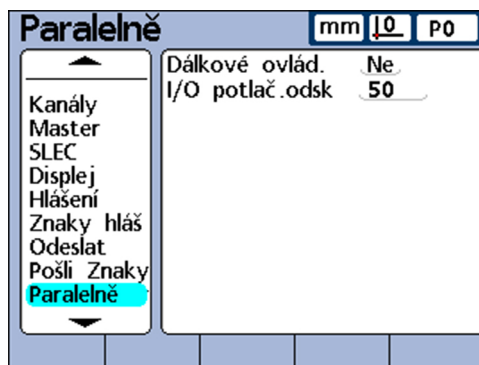 Paralelně mm 0 P0
Dálkové ovlád. Ne
I/O potlač.odsk 50
Kanály
Master
SLEC
Displej
Hlášení
Znaky hláš
Odeslat
Pošli Znaky
Paralelně